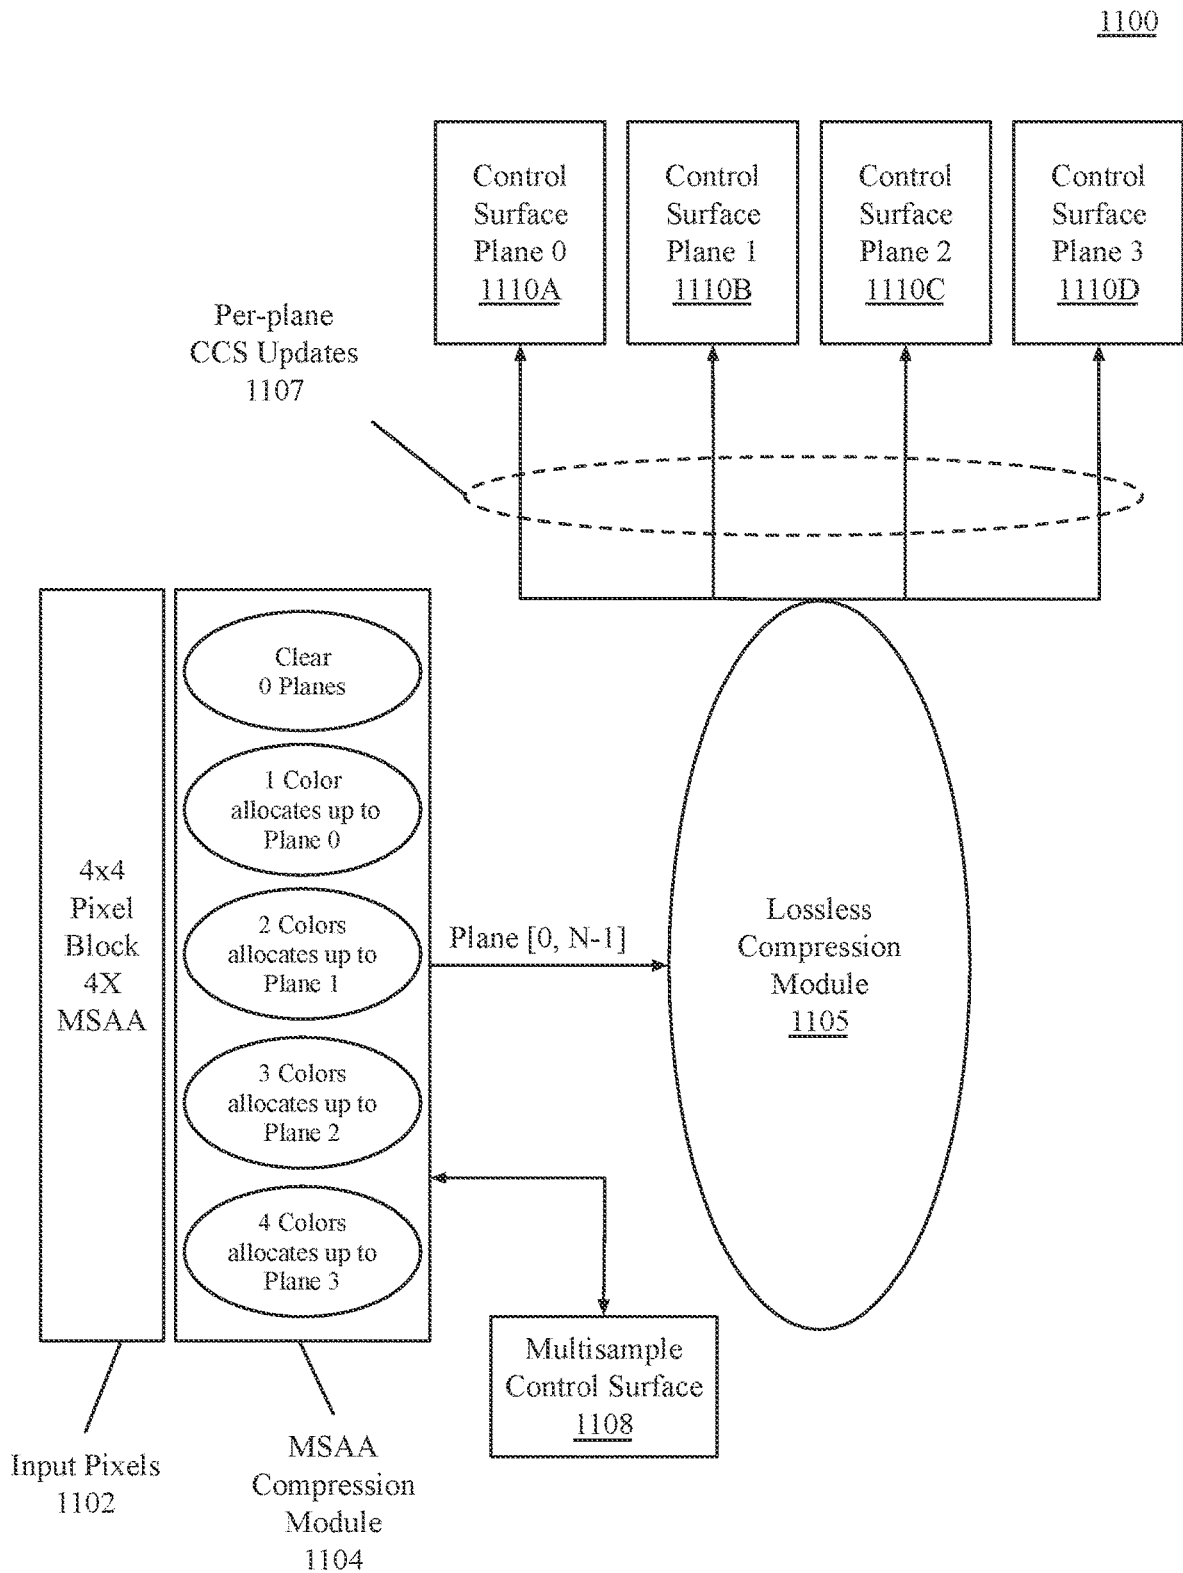 1100
Control
Surface
Plane 0
1110A
Control
Surface
Plane 1
1110B
Control
Surface
Plane 2
1110C
Control
Surface
Plane 3
1110D
Per-plane
CCS Updates
1107
4x4
Pixel
Block
4X
MSAA
Clear
0 Planes
1 Color
allocates up to
Plane 0
2 Colors
allocates up to
Plane 1
3 Colors
allocates up to
Plane 2
4 Colors
allocates up to
Plane 3
Plane [0, N-1]
Lossless
Compression
Module
1105
Multisample
Control Surface
1108
Input Pixels
1102
MSAA
Compression
Module
1104